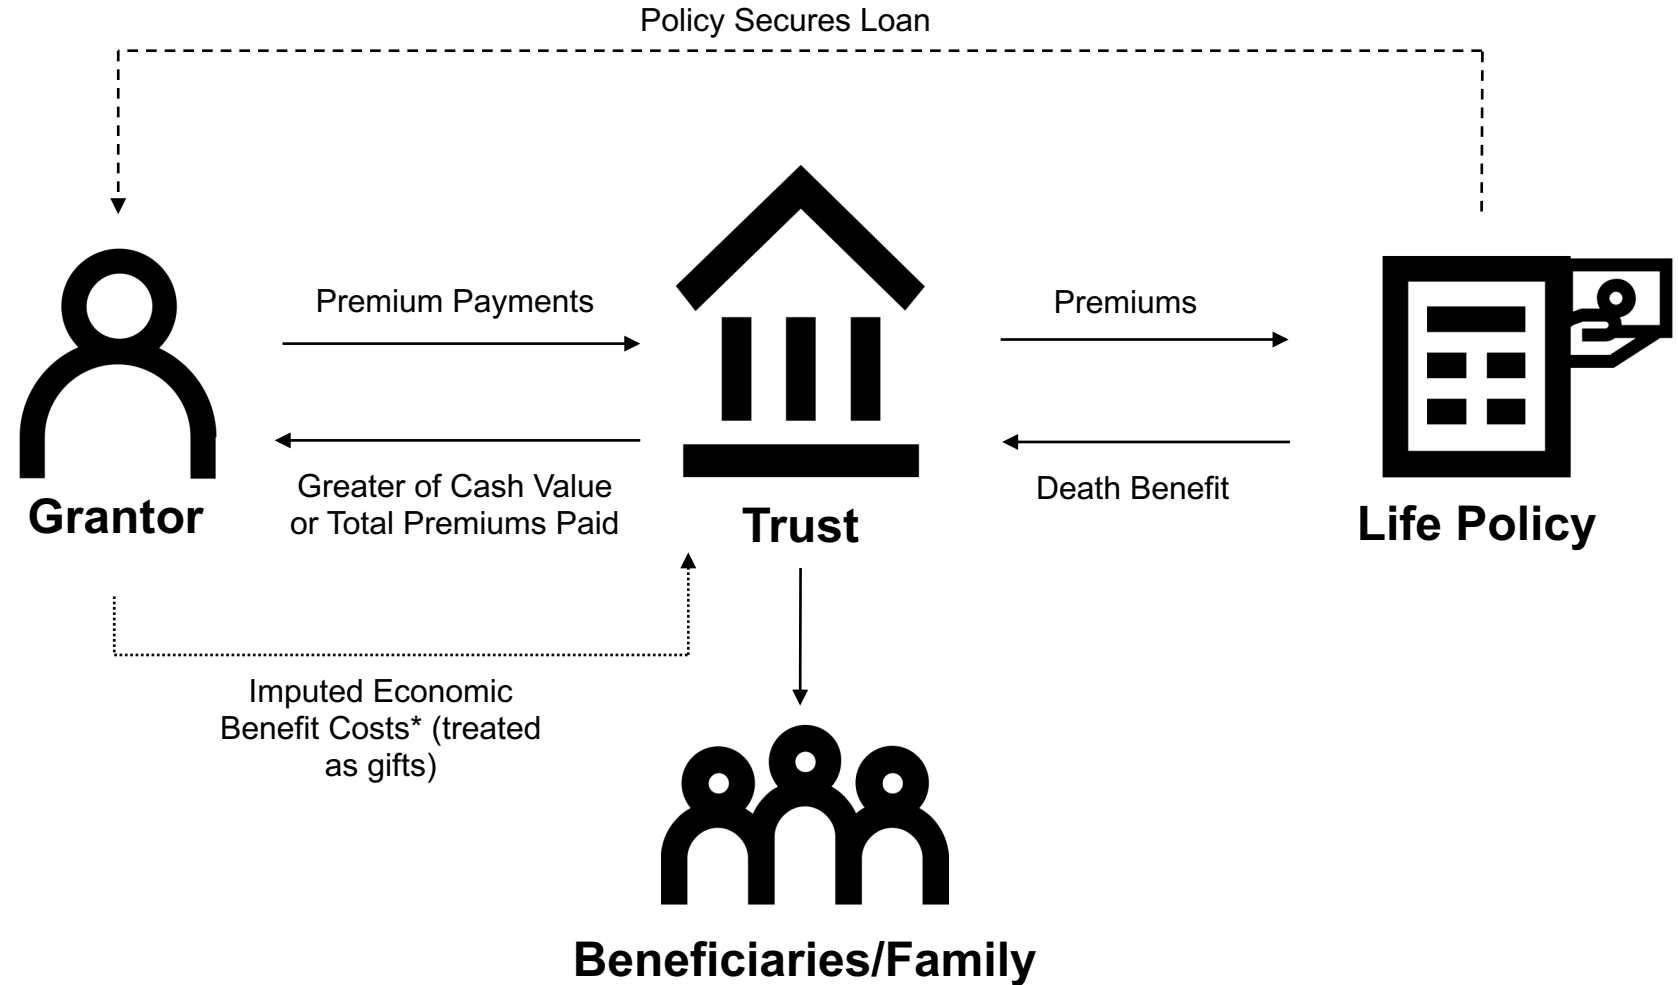 Policy Secures Loan
Premium Payments
Premiums
Greater of Cash Value
or Total Premiums Paid
Death Benefit
Grantor
Trust
Life Policy
Imputed Economic
Benefit Costs* (treated
as gifts)
Beneficiaries/Family